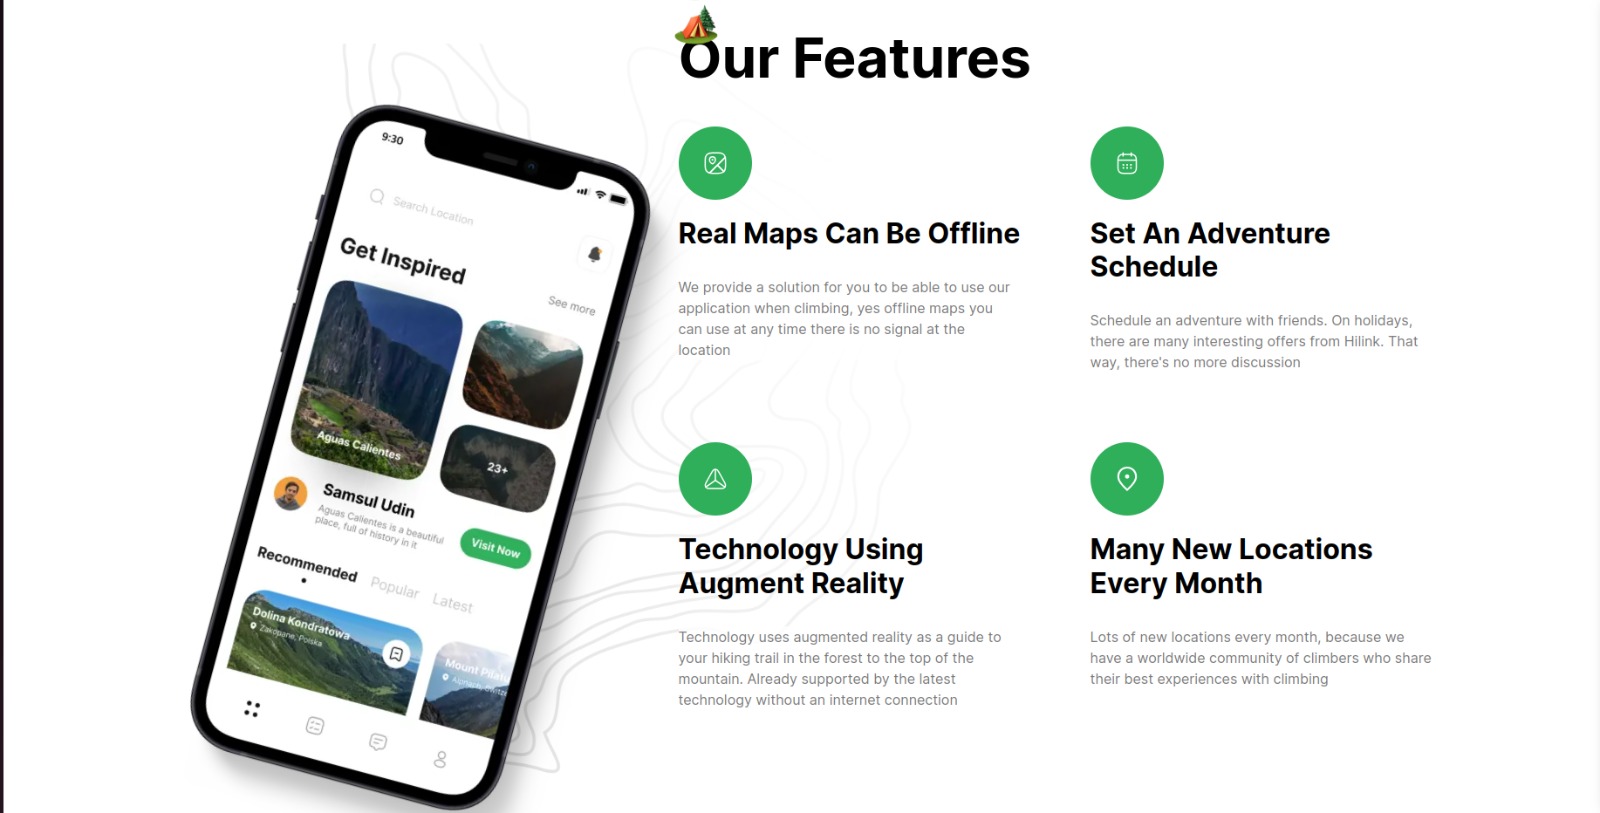 Our Features
9:30
Search Location
Get Inspired
See more
Aguas Calientes
23+
Samsul Udin
Aguas Calientes is a beautiful
place, full of history in it
Visit Now
Recommended
Popular
Latest
Dolina Kondratowa
Zakopane, Polska
Mount
Real Maps Can Be Offline
We provide a solution for you to be able to use our
application when climbing, yes offline maps you
can use at any time there is no signal at the
location
Set An Adventure
Schedule
Schedule an adventure with friends. On holidays,
there are many interesting offers from Hilink. That
way, there's no more discussion
Technology Using
Augment Reality
Technology uses augmented reality as a guide to
your hiking trail in the forest to the top of the
mountain. Already supported by the latest
technology without an internet connection
Many New Locations
Every Month
Lots of new locations every month, because we
have a worldwide community of climbers who share
their best experiences with climbing